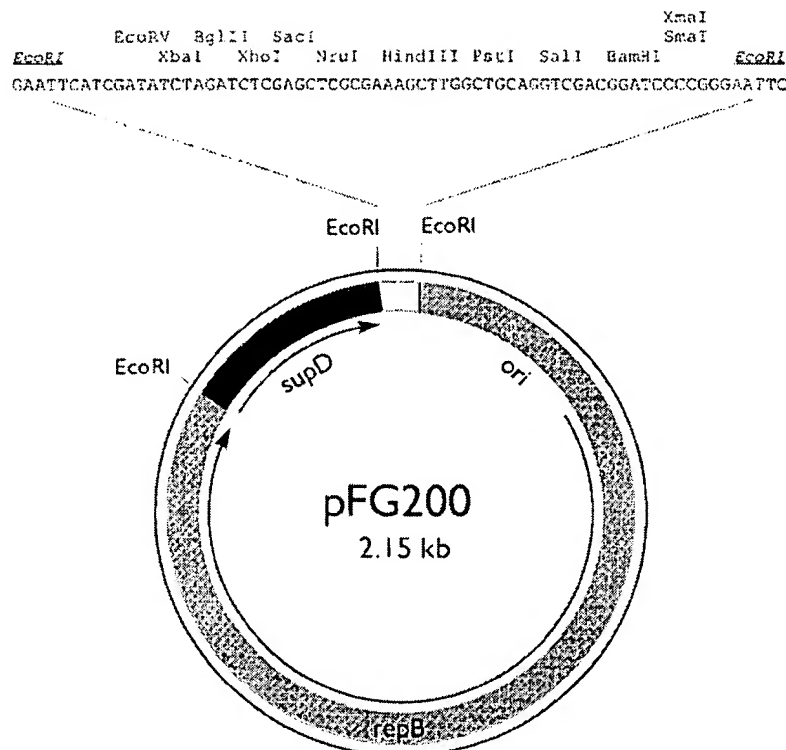 XmaI
EcoRV BglII SacI SmaI
EcoRI XbaI XhoI NruI HindIII PstI SalI BamHI EcoRI
GAATTCATCGATATCTAGATCTCGAGCTCGCGAAAGCTTGGCTGCAGGTCGACGGATCCCCGGGAATTC
EcoRI EcoRI
EcoRI
supD
ori
pFG200
2.15 kb
repB